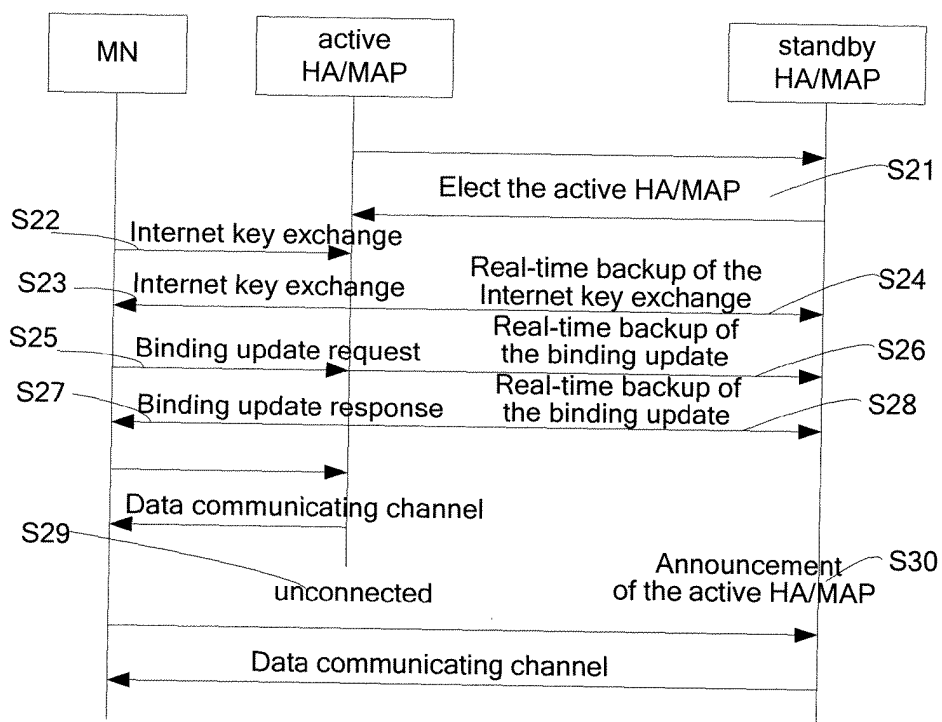 MN
active
HA/MAP
standby
HA/MAP
S21
Elect the active HA/MAP
S22
Internet key exchange
S23
Internet key exchange
Real-time backup of the
Internet key exchange
S24
S25
Binding update request
Real-time backup of
the binding update
S26
S27
Binding update response
Real-time backup of
the binding update
S28
Data communicating channel
S29
unconnected
Announcement
of the active HA/MAP
S30
Data communicating channel